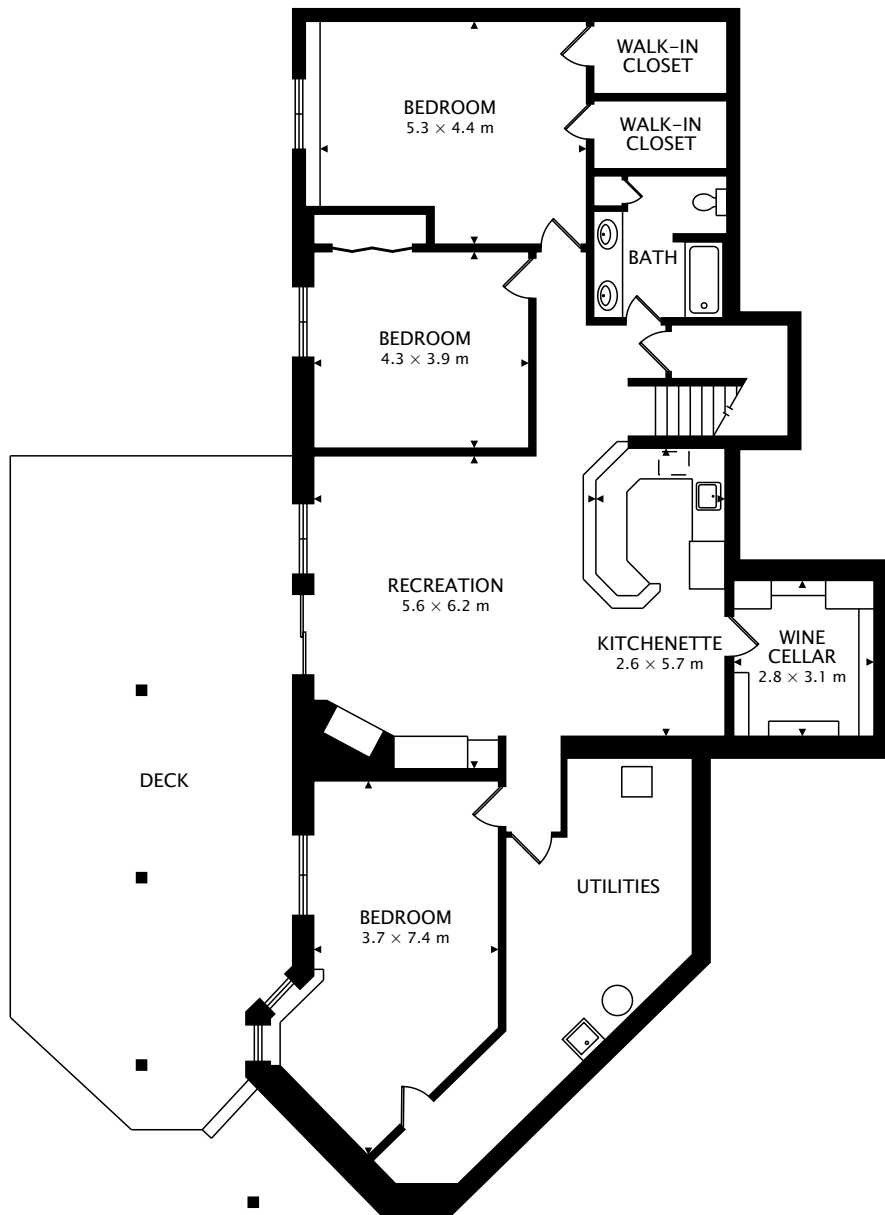 WALK-IN
CLOSET
BEDROOM
5.3 × 4.4 m
WALK-IN
CLOSET
BATH
BEDROOM
4.3 × 3.9 m
RECREATION
5.6 × 6.2 m
KITCHENETTE
2.6 × 5.7 m
WINE
CELLAR
2.8 × 3.1 m
DECK
UTILITIES
BEDROOM
3.7 × 7.4 m